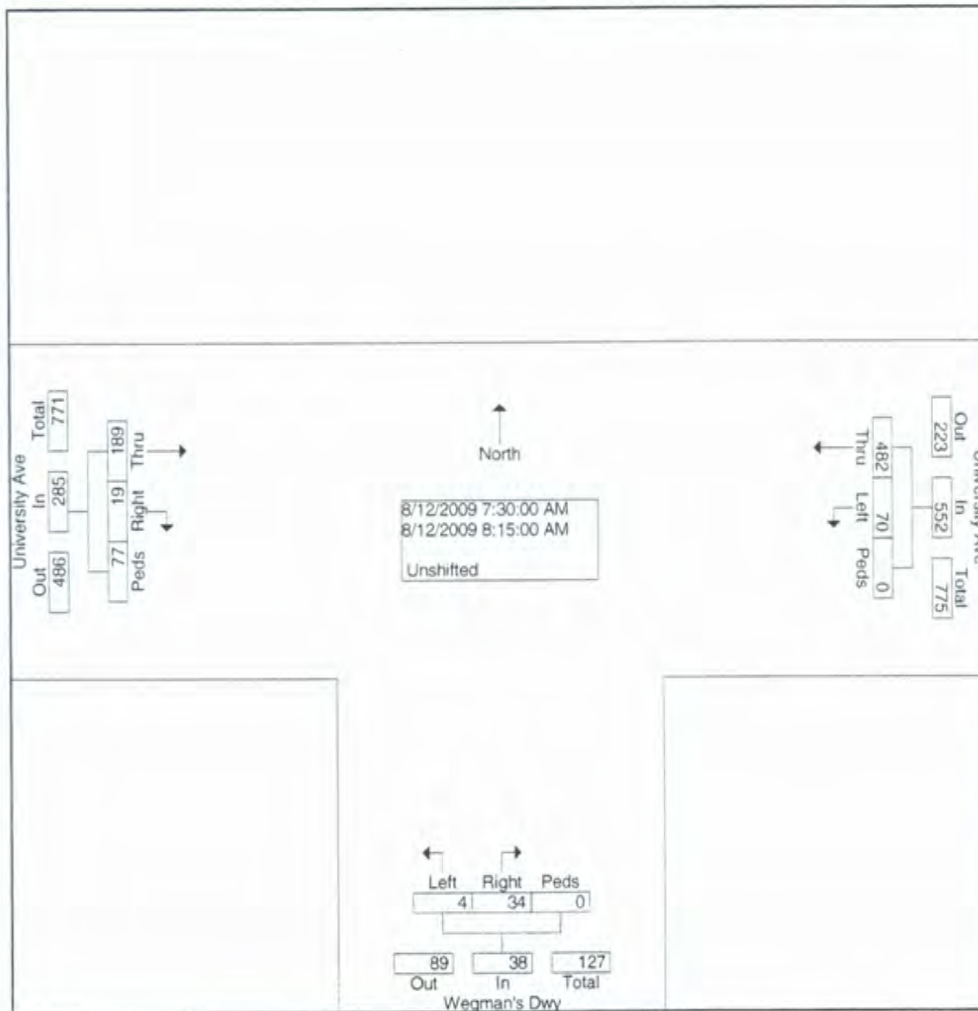 North
8/12/2009 7:30:00 AM
8/12/2009 8:15:00 AM
Unshifted
University Ave
Out In Total
486 285 771
Peds Right Thru
77 19 189
University Ave
Out In Total
223 552 775
Thru Left Peds
482 70 0
Left Right Peds
4 34 0
89 38 127
Out In Total
Wegman's Dwy